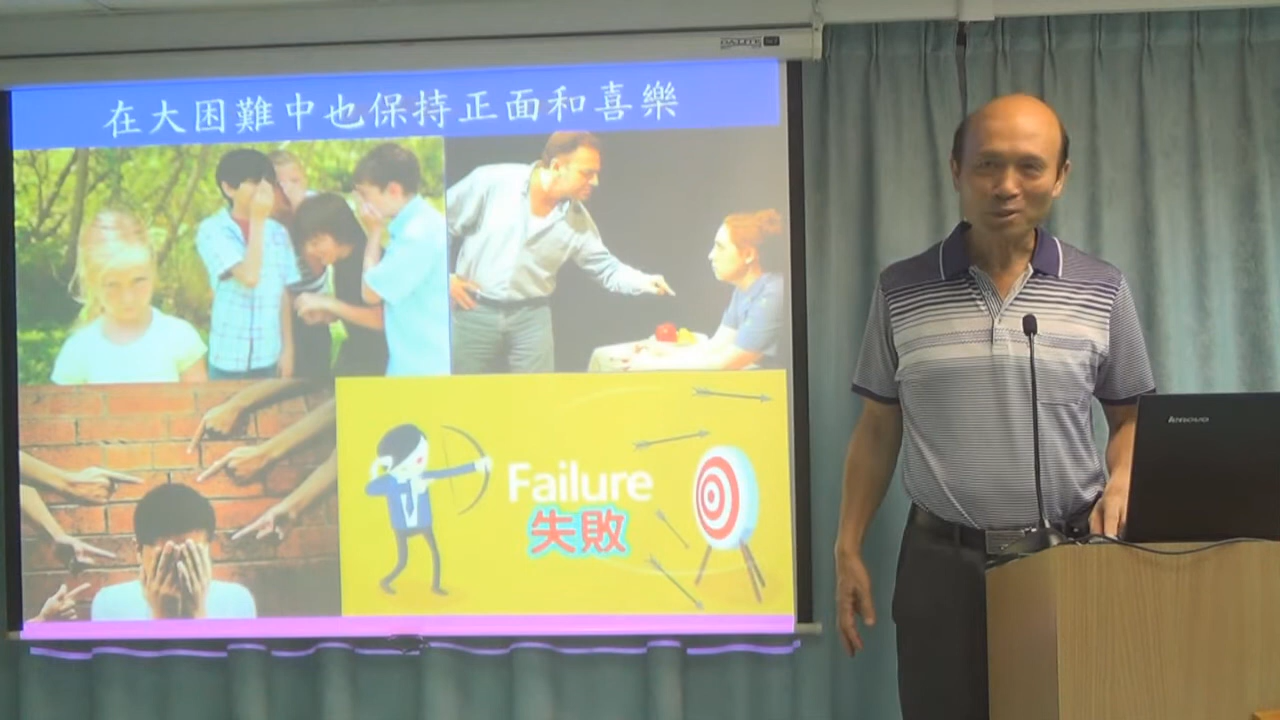 在大困難中也保持正面和喜樂
Failure
失敗
lenovo